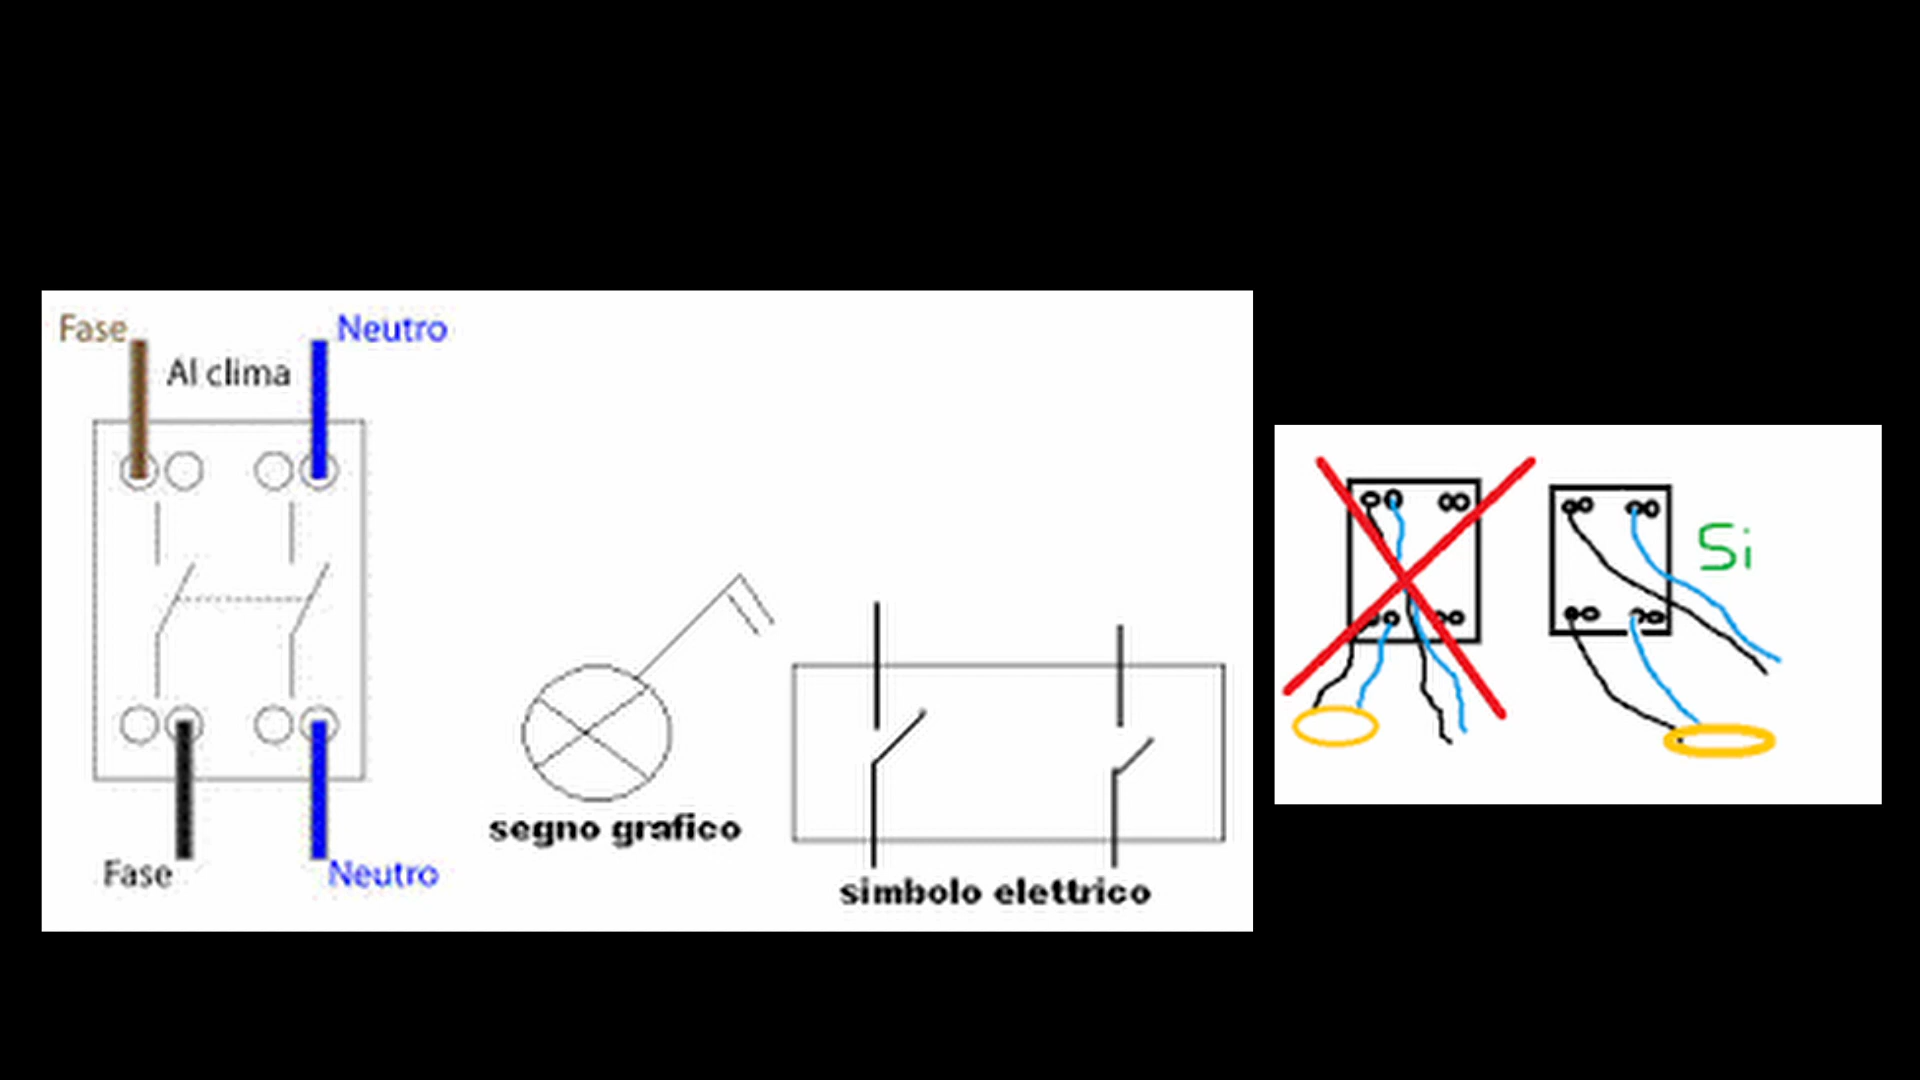 Fase
Neutro
Al clima
Fase
Neutro
segno grafico
simbolo elettrico
Si